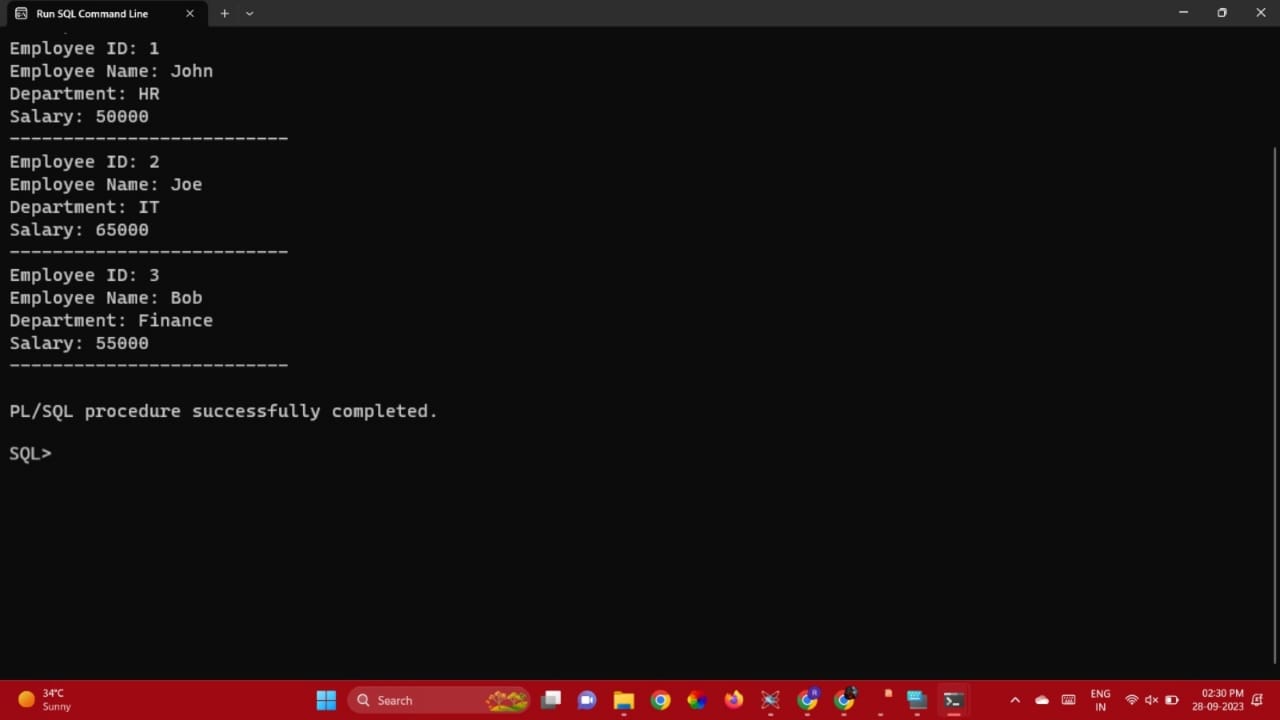 Run SQL Command Line
Employee ID: 1
Employee Name: John
Department: HR
Salary: 50000
--------------------------
Employee ID: 2
Employee Name: Joe
Department: IT
Salary: 65000
--------------------------
Employee ID: 3
Employee Name: Bob
Department: Finance
Salary: 55000
--------------------------
PL/SQL procedure successfully completed.
SQL>
34°C
Sunny
Search
ENG
IN
02:30 PM
28-09-2023